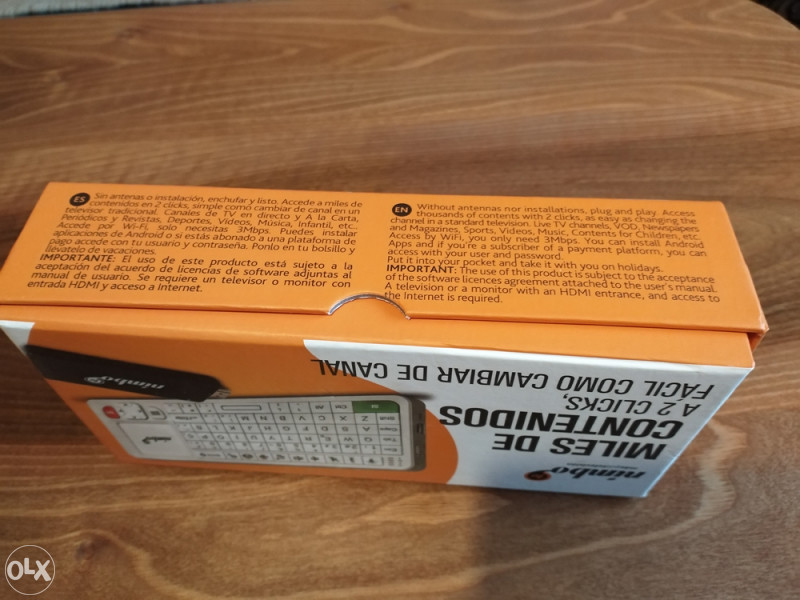 ES Sin antenas o instalación, enchufar y listo. Accede a miles de
contenidos en 2 clicks, simple como cambiar de canal en un
televisor tradicional. Canales de TV en directo y A la Carta,
Periódicos y Revistas, Deportes, Videos, Música, Infantil, etc..
Accede por Wi-Fi, solo necesitas 3Mbps. Puedes instalar
aplicaciones de Android o si estás abonado a una plataforma de
pago accede con tu usuario y contraseña. Ponlo en tu bolsillo y
llévatelo de vacaciones.
IMPORTANTE: El uso de este producto está sujeto a la
aceptación del acuerdo de licencias de software adjuntas al
manual de usuario. Se requiere un televisor o monitor con
entrada HDMI y acceso a Internet.
EN Without antennas nor installations, plug and play. Access
thousands of contents with 2 clicks, as easy as changing the
channel in a standard television. Live TV channels, VOD, Newspapers
and Magazines, Sports, Videos, Music, Contents for Children, etc.
Access by WiFi, you only need 3Mbps. You can install Android
Apps and if you're a subscriber of a payment platform, you can
access with your user and password.
Put it into your pocket and take it with you on holidays.
IMPORTANT: The use of this product is subject to the acceptance
of the software licences agreement attached to the user's manual.
A television or a monitor with an HDMI entrance, and access to
the Internet is required.
nimbo
MILES DE
CONTENIDOS
A 2 CLICKS,
FÁCIL COMO CAMBIAR DE CANAL
nimbo
OLX